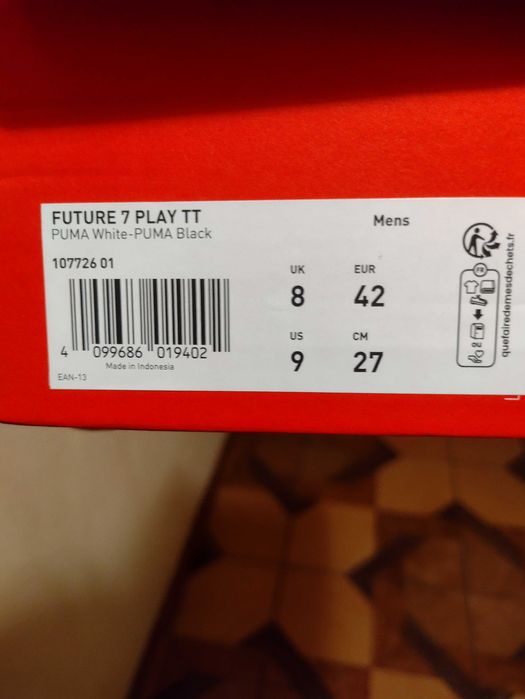 FUTURE 7 PLAY TT
PUMA White-PUMA Black
Mens
107726 01
UK
8
EUR
42
US
9
CM
27
4 099686 019402
Made in Indonesia
EAN-13
FR
quefairedemesdechets.fr